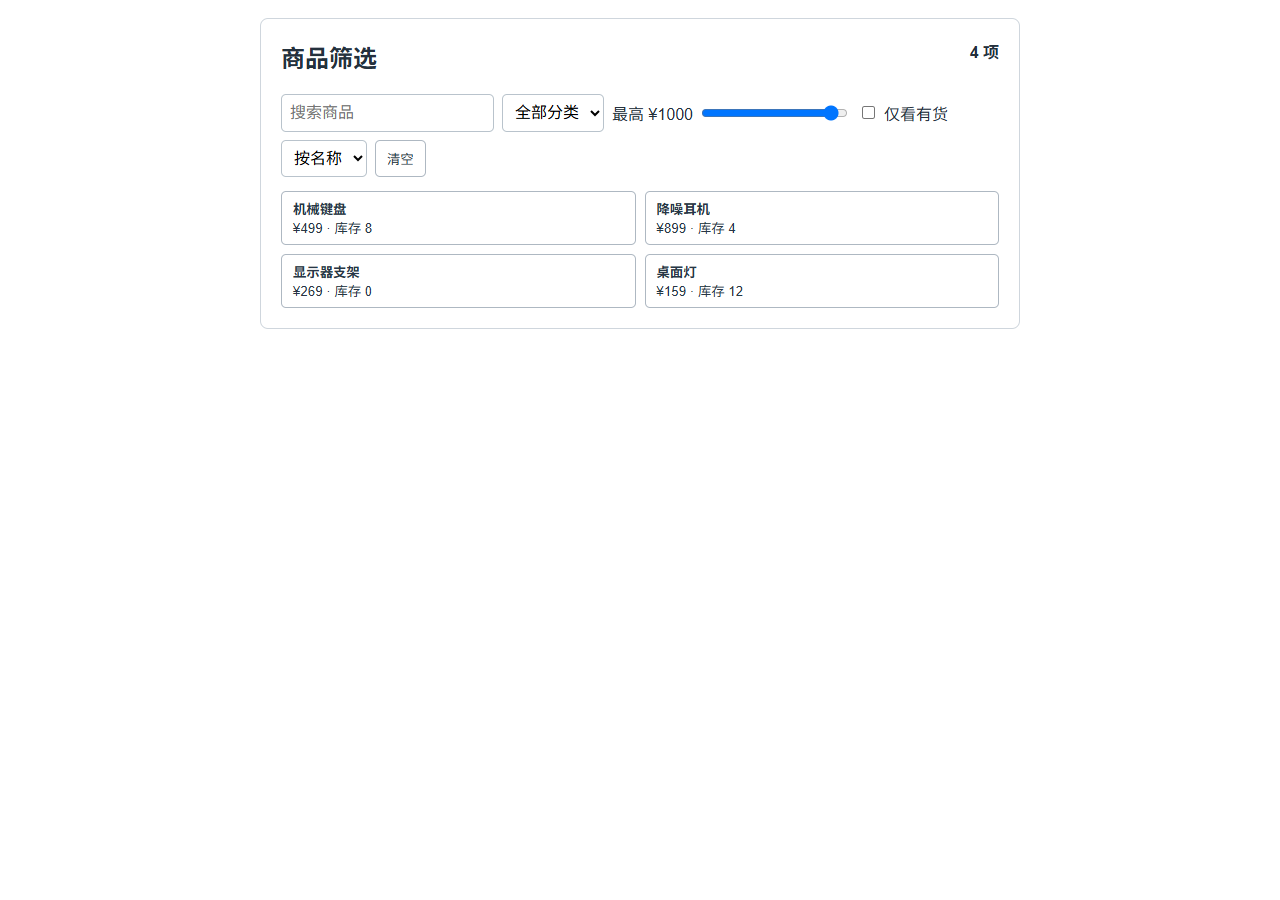 商品筛选
4 项
搜索商品 全部分类 最高 ¥1000 仅看有货
按名称 清空
机械键盘
¥499 · 库存 8
降噪耳机
¥899 · 库存 4
显示器支架
¥269 · 库存 0
桌面灯
¥159 · 库存 12